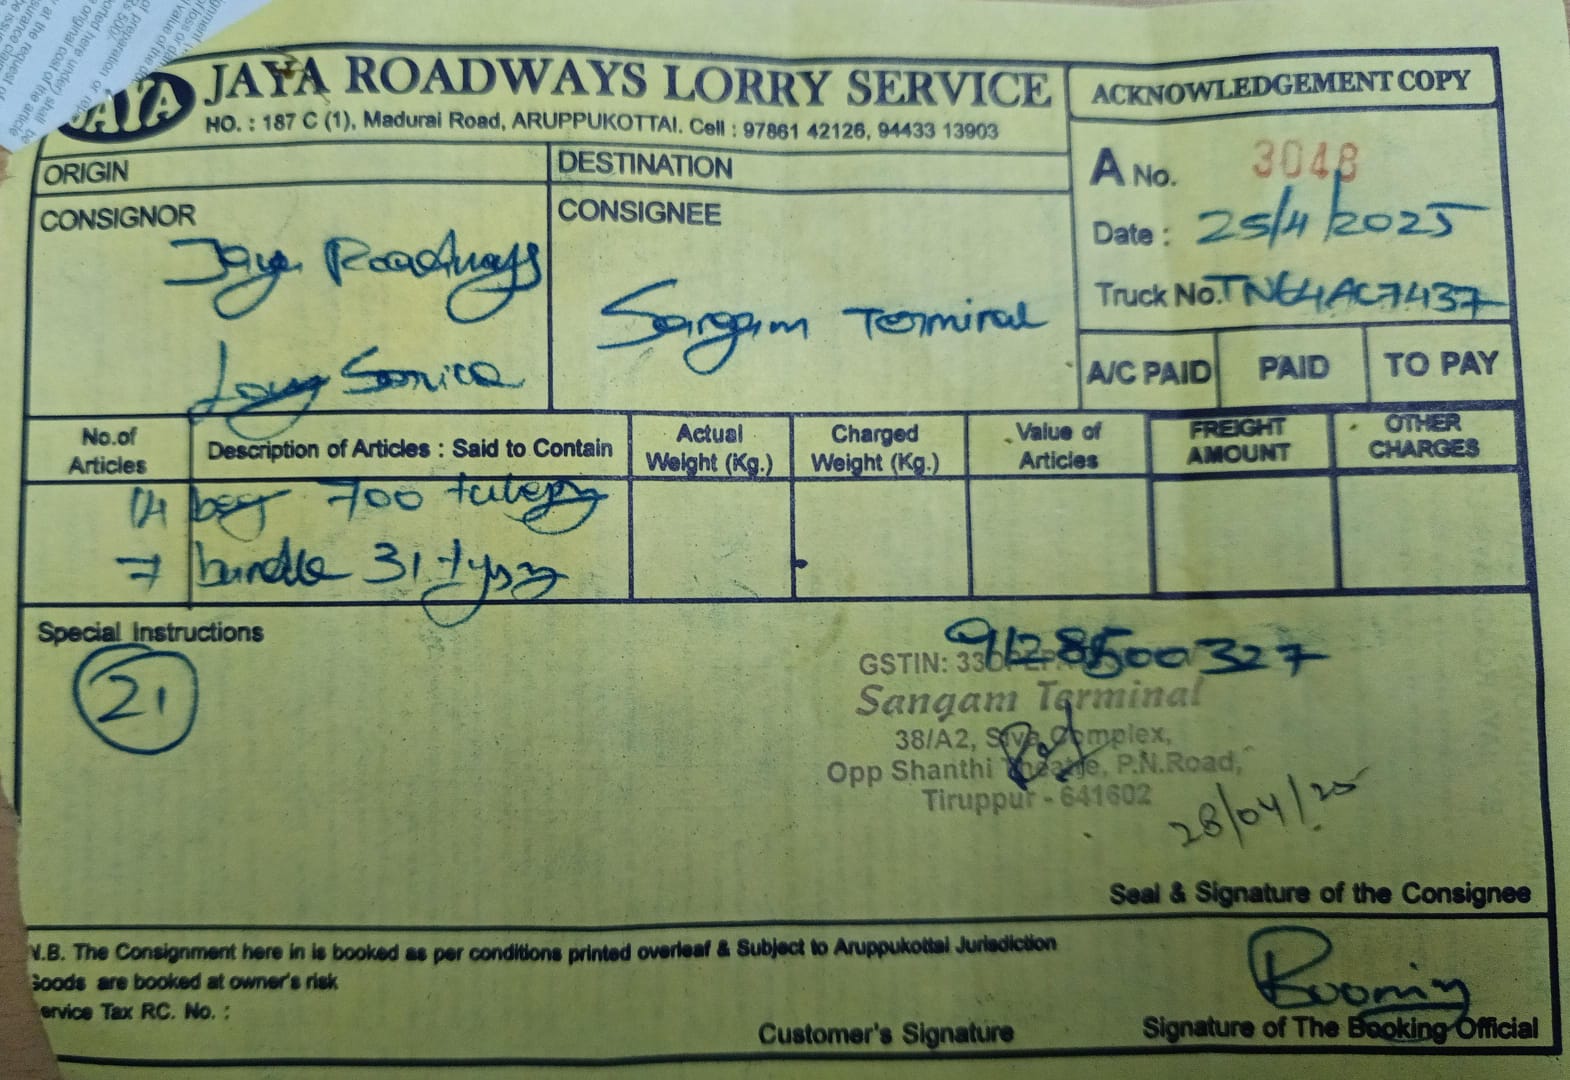 JAYA
JAYA ROADWAYS LORRY SERVICE
HO. : 187 C (1), Madurai Road, ARUPPUKOTTAI. Cell : 97861 42126, 94433 13903
ACKNOWLEDGEMENT COPY
A No. 3048
Date : 25/4/2025
Truck No. TN64AC7437
A/C PAID PAID TO PAY
ORIGIN
DESTINATION
CONSIGNOR
Jaya Roadways
Lorry Service
CONSIGNEE
Sangam Terminal
No.of Articles Description of Articles : Said to Contain Actual Weight (Kg.) Charged Weight (Kg.) Value of Articles FREIGHT AMOUNT OTHER CHARGES
14 bag 700
7 bundle 31
Special Instructions
21
9128500327
GSTIN: 33
Sangam Terminal
38/A2, Siva Complex,
Opp Shanthi Theatre, P.N.Road,
Tiruppur - 641602
28/04/25
Seal & Signature of the Consignee
N.B. The Consignment here in is booked as per conditions printed overleaf & Subject to Aruppukottai Jurisdiction
Goods are booked at owner's risk
Service Tax RC. No. :
Customer's Signature
Signature of The Booking Official